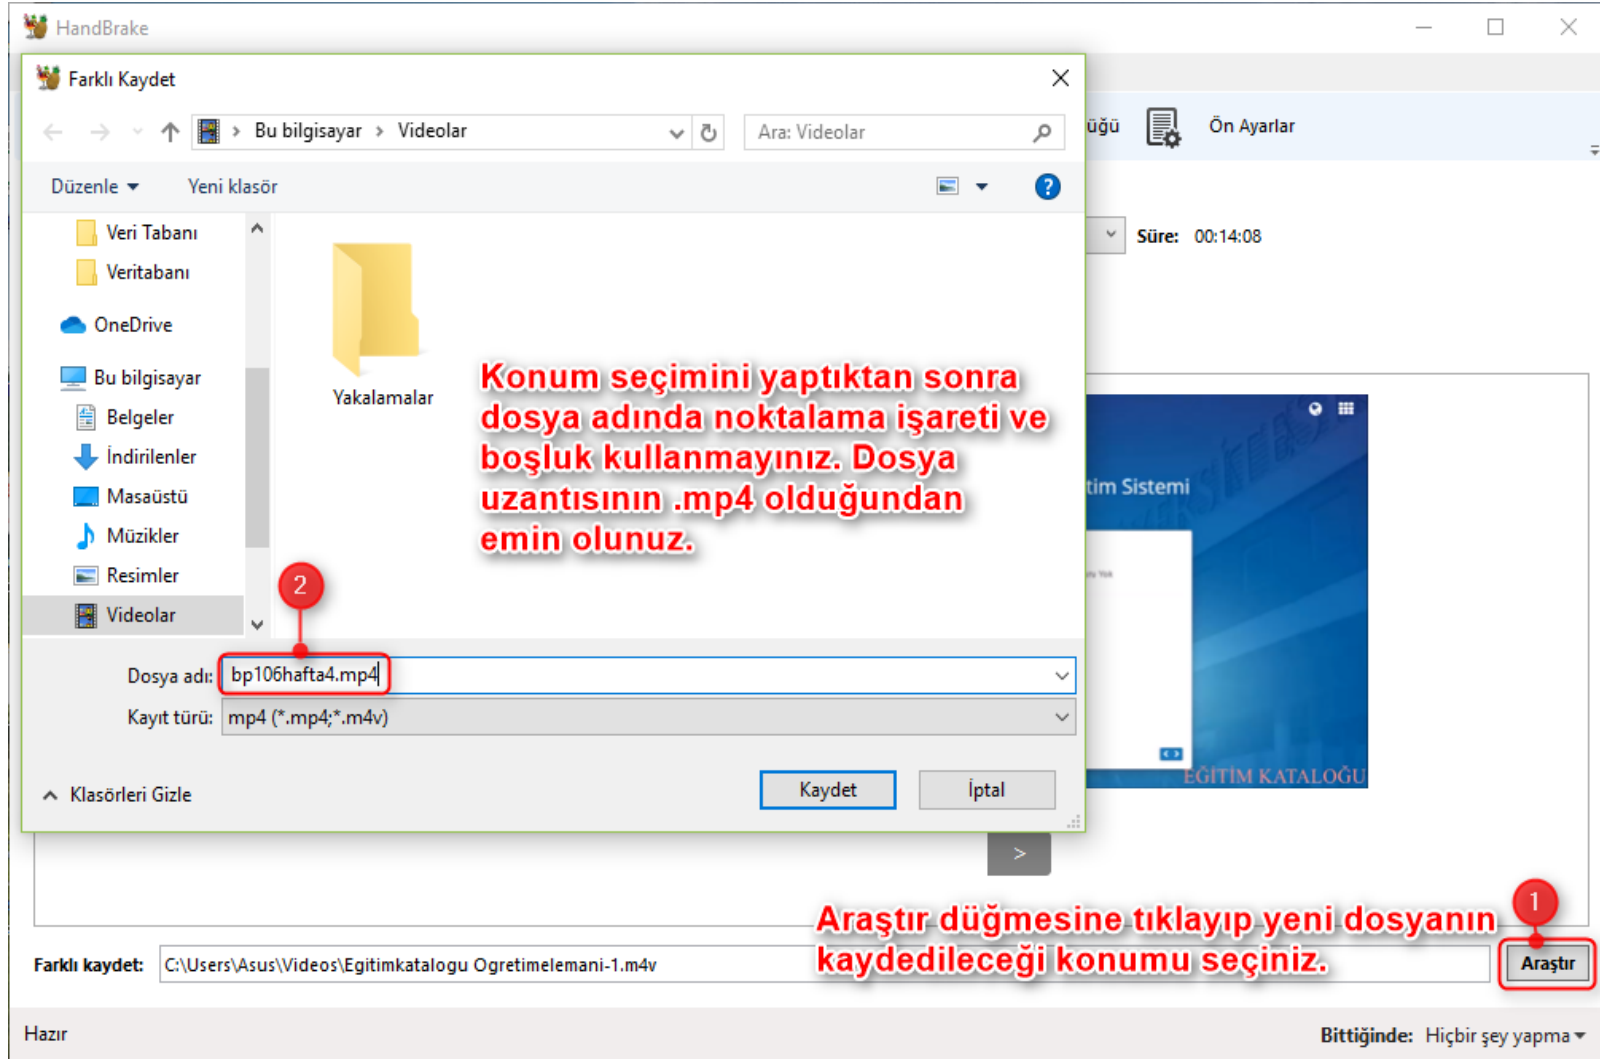 HandBrake
Farklı Kaydet
Bu bilgisayar > Videolar
Ara: Videolar
üğü
Ön Ayarlar
Düzenle
Yeni klasör
Veri Tabanı
Veritabanı
OneDrive
Bu bilgisayar
Belgeler
İndirilenler
Masaüstü
Müzikler
Resimler
Videolar
Yakalamalar
Süre: 00:14:08
Konum seçimini yaptıktan sonra
dosya adında noktalama işareti ve
boşluk kullanmayınız. Dosya
uzantısının .mp4 olduğundan
emin olunuz.
tim Sistemi
2
Dosya adı: bp106hafta4.mp4
Kayıt türü: mp4 (*.mp4;*.m4v)
EĞİTİM KATALOĞU
Klasörleri Gizle
Kaydet
İptal
>
Araştır düğmesine tıklayıp yeni dosyanın
kaydedileceği konumu seçiniz.
1
Farklı kaydet: C:\Users\Asus\Videos\Egitimkatalogu Ogretimelemani-1.m4v
Araştır
Hazır
Bittiğinde: Hiçbir şey yapma